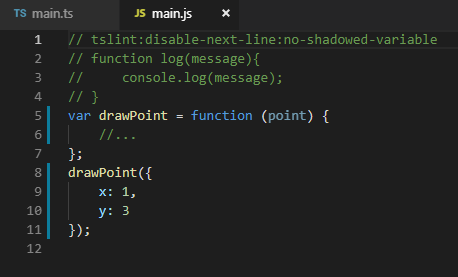 TS main.ts JS main.js ×
1 // tslint:disable-next-line:no-shadowed-variable
2 // function log(message){
3 //     console.log(message);
4 // }
5 var drawPoint = function (point) {
6     //...
7 };
8 drawPoint({
9     x: 1,
10     y: 3
11 });
12